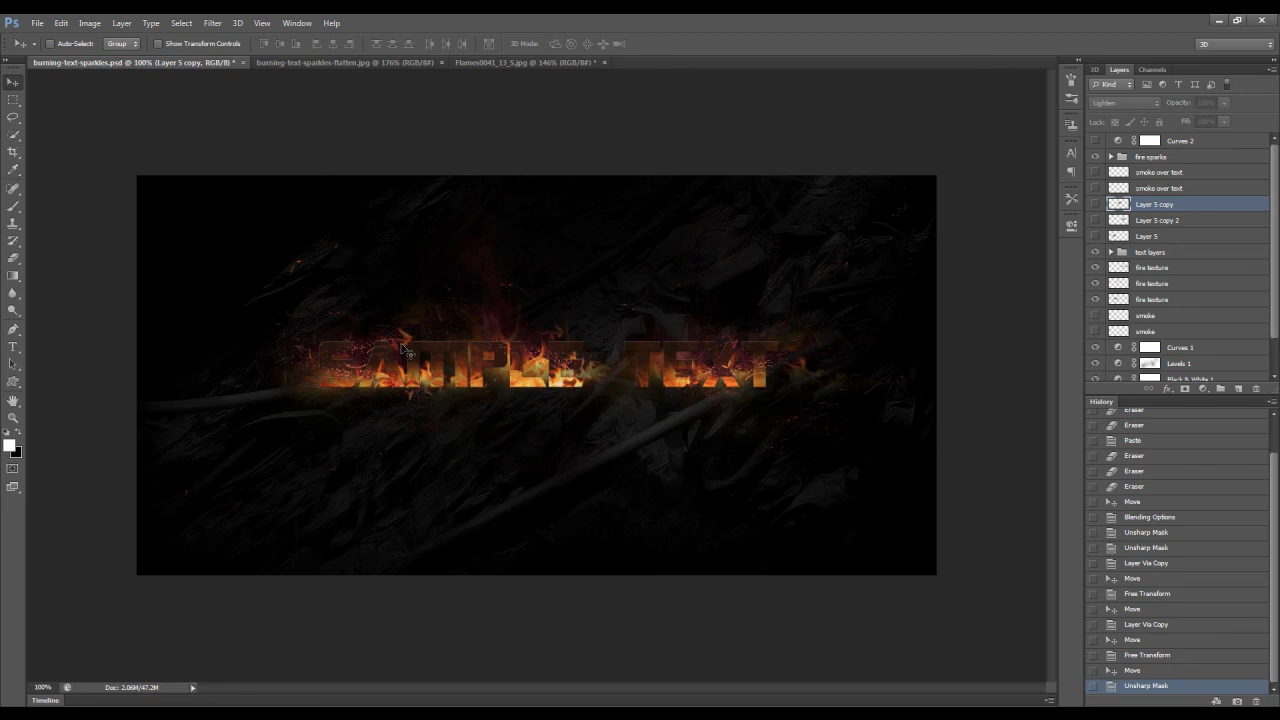 Ps File Edit Image Layer Type Select Filter 3D View Window Help
Auto-Select: Group Show Transform Controls 3D Mode: 3D
burning-text-sparkles.psd @ 100% (Layer 5 copy, RGB/8) * × burning-text-sparkles-flatten.jpg @ 176% (RGB/8#) × Flames0041_13_S.jpg @ 146% (RGB/8#) * ×
3D Layers Channels
Kind
Lighten Opacity: 100%
Lock: Fill: 100%
Curves 2
fire sparks
smoke over text
smoke over text
Layer 5 copy
Layer 5 copy 2
Layer 5
text layers
fire texture
fire texture
fire texture
smoke
smoke
Curves 1
Levels 1
Black & White 1
SAMPLE TEXT
History
Eraser
Eraser
Paste
Eraser
Eraser
Eraser
Move
Blending Options
Unsharp Mask
Unsharp Mask
Layer Via Copy
Move
Free Transform
Move
Layer Via Copy
Move
Free Transform
Move
Unsharp Mask
100% Doc: 2.06M/47.2M
Timeline